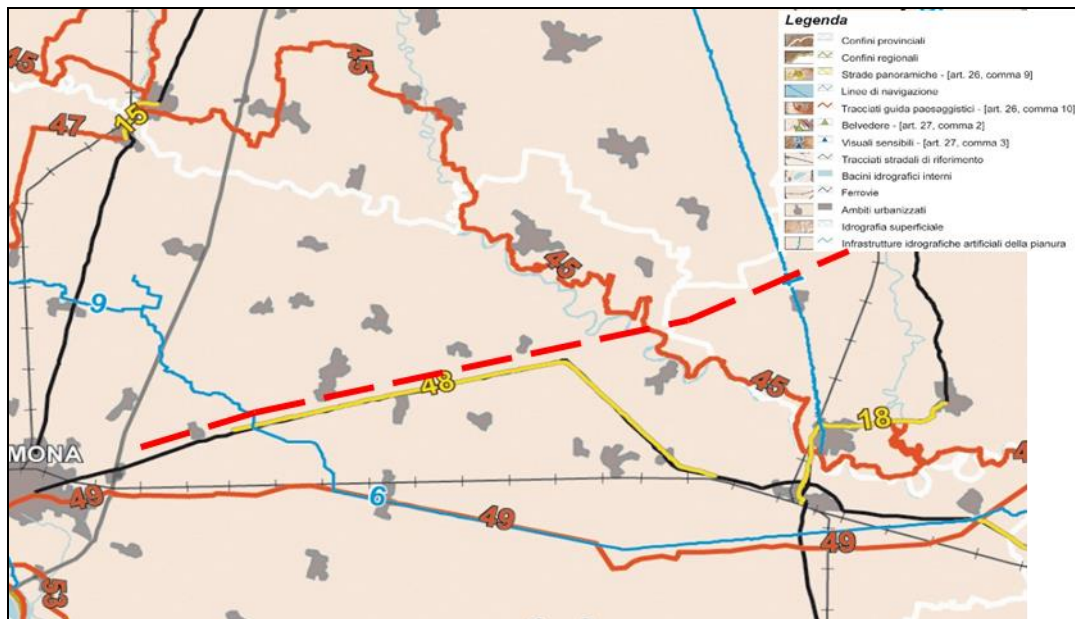 Legenda
Confini provinciali
Confini regionali
Strade panoramiche - [art. 26, comma 9]
Linee di navigazione
Tracciati guida paesaggistici - [art. 26, comma 10]
Belvedere - [art. 27, comma 2]
Visuali sensibili - [art. 27, comma 3]
Tracciati stradali di riferimento
Bacini idrografici interni
Ferrovie
Ambiti urbanizzati
Idrografia superficiale
Infrastrutture idrografiche artificiali della pianura
45
45
15
47
9
45
48
45
18
MONA
49
6
49
49
53